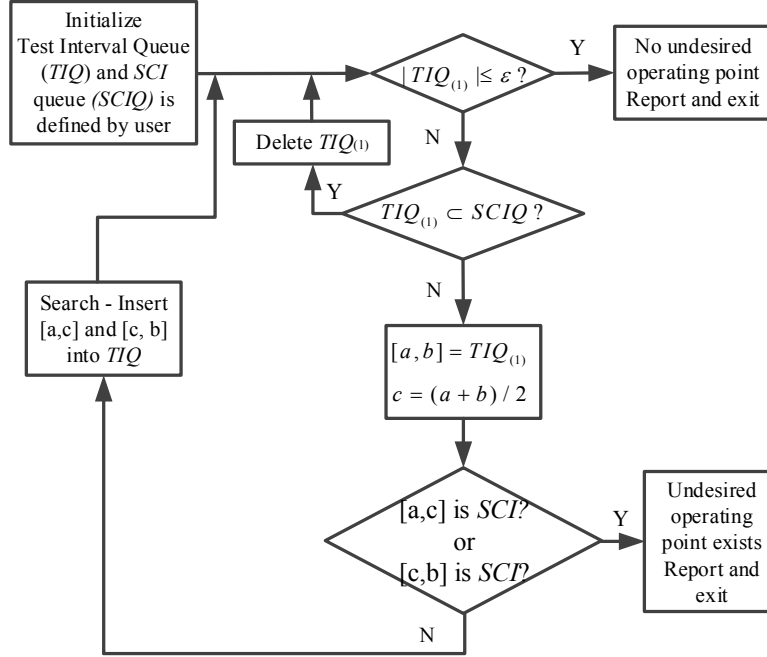 Initialize
Test Interval Queue
(TIQ) and SCI
queue (SCIQ) is
defined by user
| TIQ(1) | ≤ ε ?
Y
No undesired
operating point
Report and exit
Delete TIQ(1)
N
Y
TIQ(1) ⊂ SCIQ ?
N
Search - Insert
[a,c] and [c, b]
into TIQ
[a, b] = TIQ(1)
c = (a + b) / 2
[a,c] is SCI?
or
[c,b] is SCI?
Y
Undesired
operating
point exists
Report and
exit
N